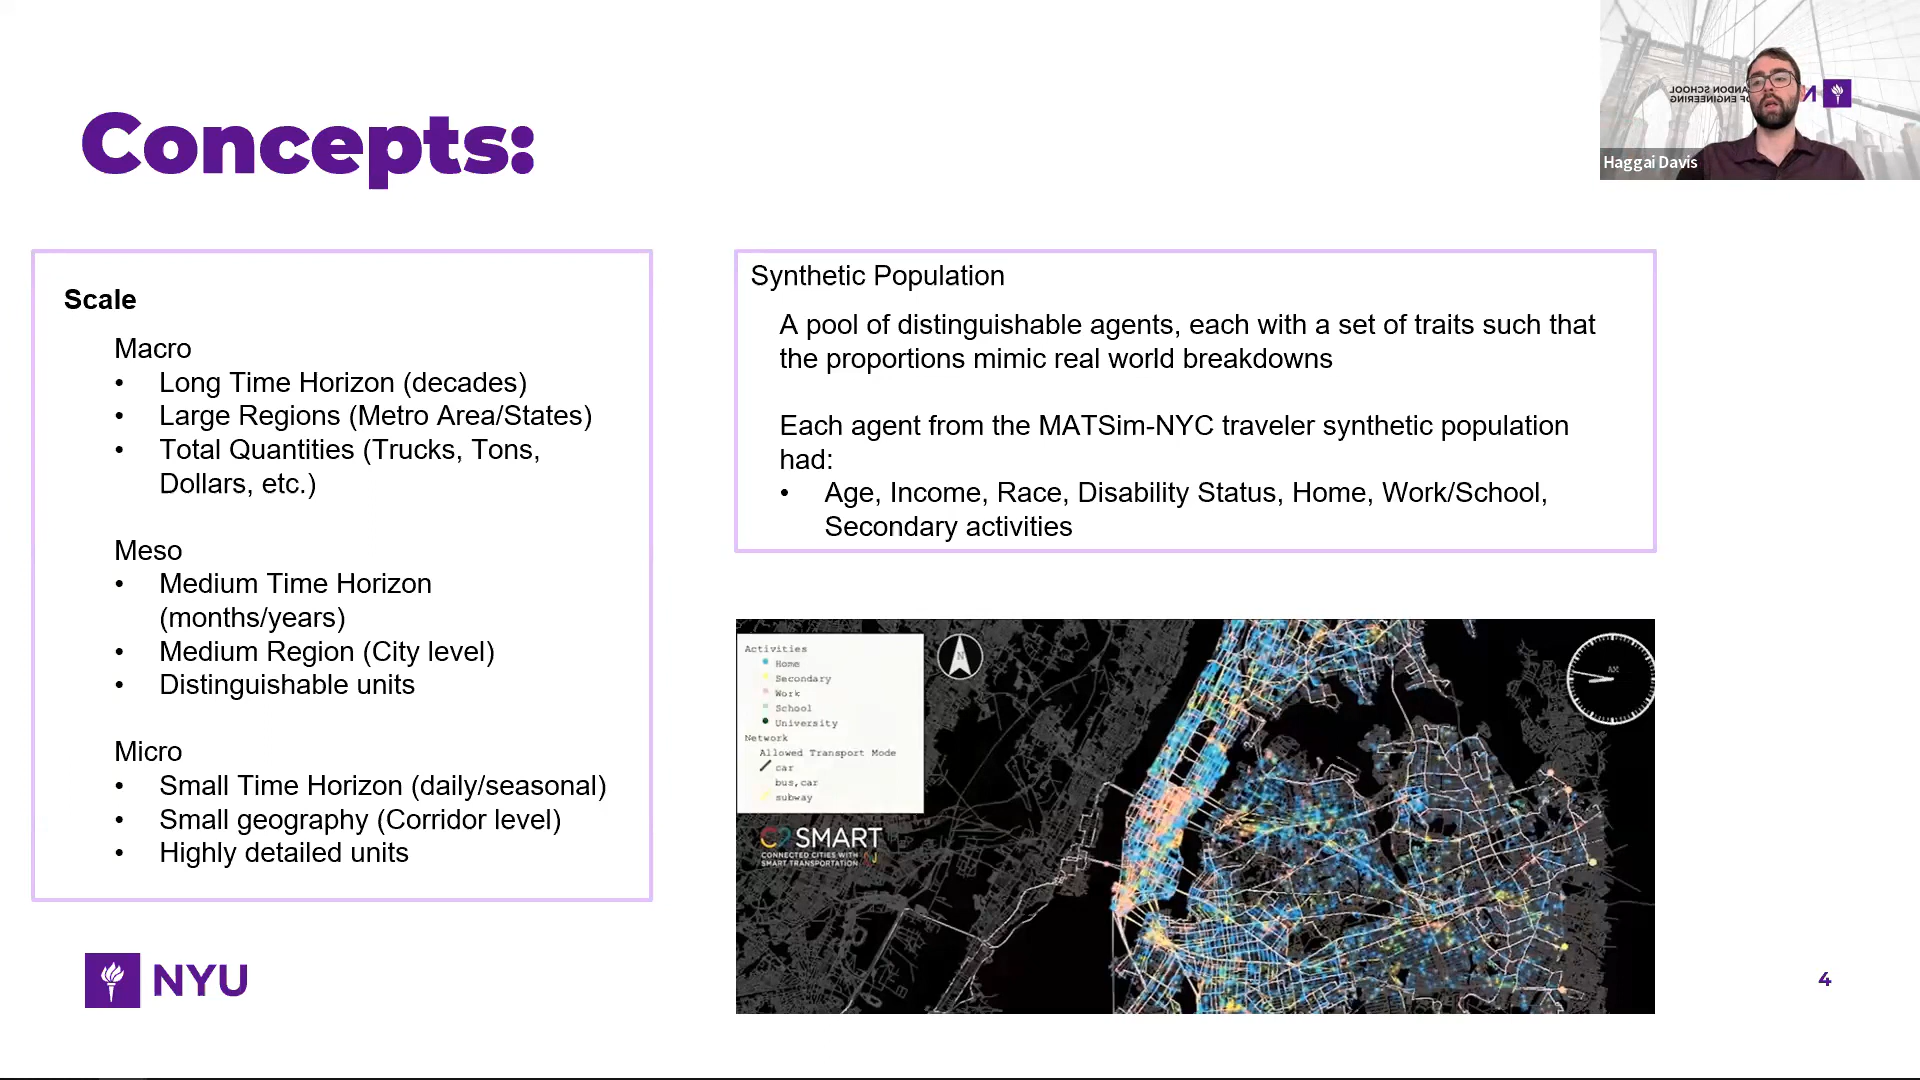 Concepts:
Scale
Macro
• Long Time Horizon (decades)
• Large Regions (Metro Area/States)
• Total Quantities (Trucks, Tons,
Dollars, etc.)
Meso
• Medium Time Horizon
(months/years)
• Medium Region (City level)
• Distinguishable units
Micro
• Small Time Horizon (daily/seasonal)
• Small geography (Corridor level)
• Highly detailed units
Synthetic Population
A pool of distinguishable agents, each with a set of traits such that
the proportions mimic real world breakdowns
Each agent from the MATSim-NYC traveler synthetic population
had:
• Age, Income, Race, Disability Status, Home, Work/School,
Secondary activities
Activities
Home
Secondary
Work
School
University
Network
Allowed Transport Mode
car
bus,car
subway
N
AM
C2SMART
CONNECTED CITIES WITH
SMART TRANSPORTATION
NYU
4
SCHOOL
OF ENGINEERING
Haggai Davis